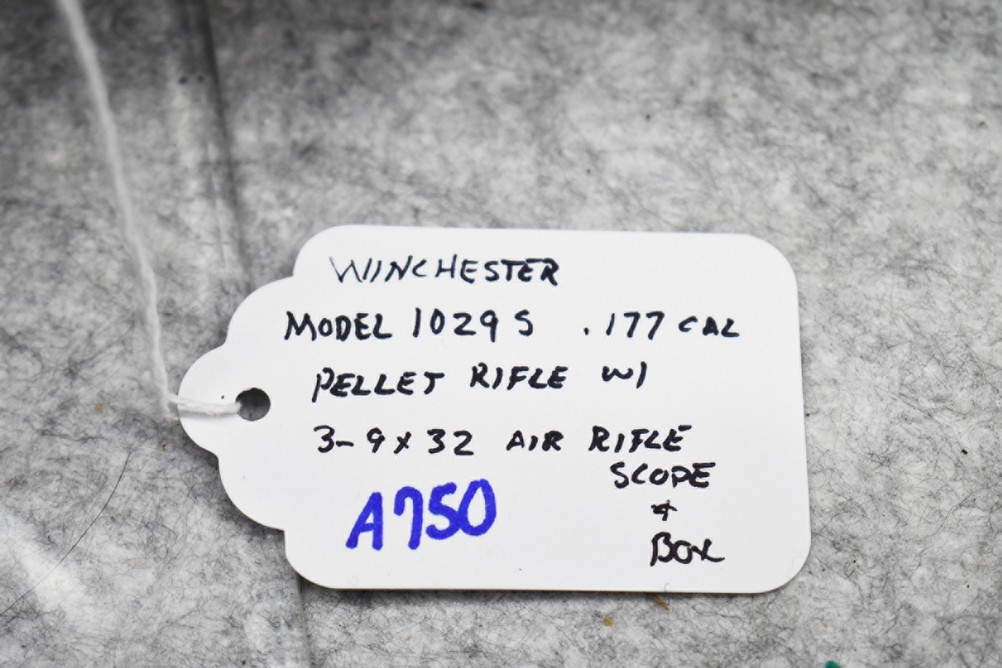 WINCHESTER
MODEL 1029S .177 CAL
PELLET RIFLE W/
3-9x32 AIR RIFLE
SCOPE
+
BOX
A750